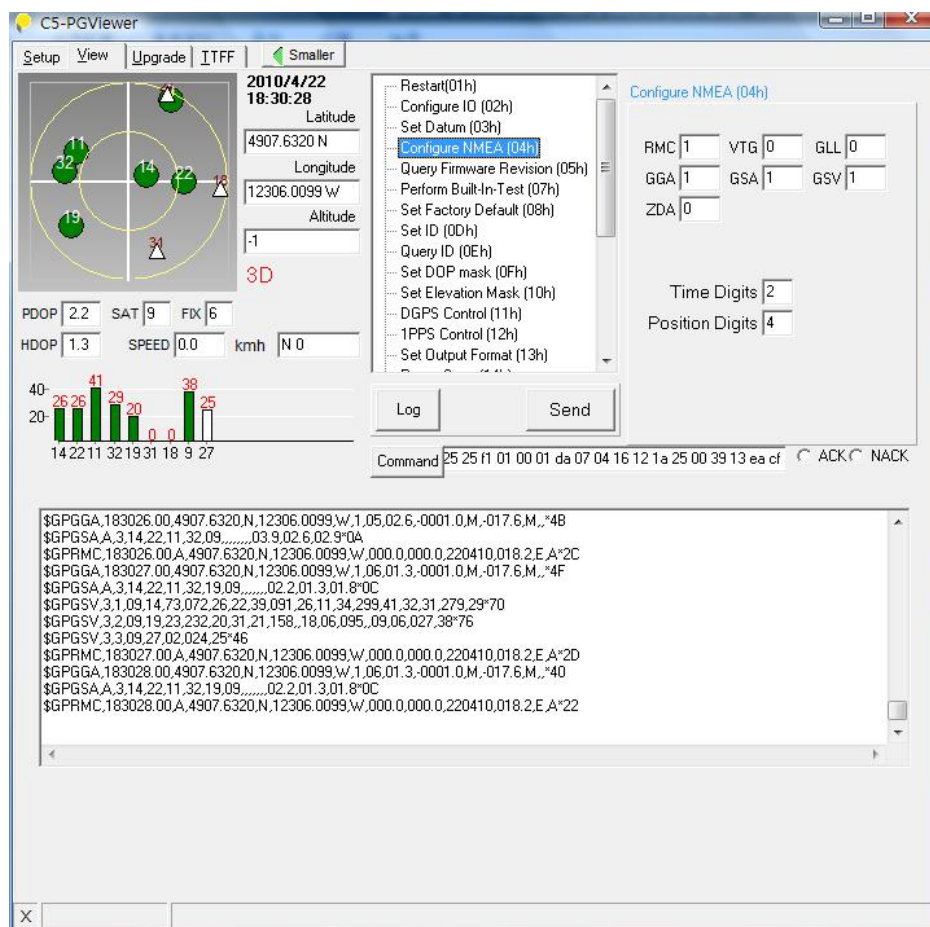 C5-PGViewer
Setup View Upgrade TTFF Smaller
2010/4/22
18:30:28
Latitude
4907.6320 N
Longitude
12306.0099 W
Altitude
-1
3D
11
32
14
22
19
31
18
PDOP 2.2 SAT 9 FIX 6
HDOP 1.3 SPEED 0.0 kmh N 0
40
20
26 26 41 29 20 0 0 38 25
14 22 11 32 19 31 18 9 27
Restart(01h)
Configure IO (02h)
Set Datum (03h)
Configure NMEA (04h)
Query Firmware Revision (05h)
Perform Built-In-Test (07h)
Set Factory Default (08h)
Set ID (0Dh)
Query ID (0Eh)
Set DOP mask (0Fh)
Set Elevation Mask (10h)
DGPS Control (11h)
1PPS Control (12h)
Set Output Format (13h)
Log Send
Configure NMEA (04h)
RMC 1 VTG 0 GLL 0
GGA 1 GSA 1 GSV 1
ZDA 0
Time Digits 2
Position Digits 4
Command 25 25 f1 01 00 01 da 07 04 16 12 1a 25 00 39 13 ea cf ACK NACK
$GPGGA,183026.00,4907.6320,N,12306.0099,W,1,05,02.6,-0001.0,M,-017.6,M,,*4B
$GPGSA,A,3,14,22,11,32,09,,,,,,,,03.9,02.6,02.9*0A
$GPRMC,183026.00,A,4907.6320,N,12306.0099,W,000.0,000.0,220410,018.2,E,A*2C
$GPGGA,183027.00,4907.6320,N,12306.0099,W,1,06,01.3,-0001.0,M,-017.6,M,,*4F
$GPGSA,A,3,14,22,11,32,19,09,,,,,,,02.2,01.3,01.8*0C
$GPGSV,3,1,09,14,73,072,26,22,39,091,26,11,34,299,41,32,31,279,29*70
$GPGSV,3,2,09,19,23,232,20,31,21,158,,18,06,095,,09,06,027,38*76
$GPGSV,3,3,09,27,02,024,25*46
$GPRMC,183027.00,A,4907.6320,N,12306.0099,W,000.0,000.0,220410,018.2,E,A*2D
$GPGGA,183028.00,4907.6320,N,12306.0099,W,1,06,01.3,-0001.0,M,-017.6,M,,*40
$GPGSA,A,3,14,22,11,32,19,09,,,,,,,02.2,01.3,01.8*0C
$GPRMC,183028.00,A,4907.6320,N,12306.0099,W,000.0,000.0,220410,018.2,E,A*22
X